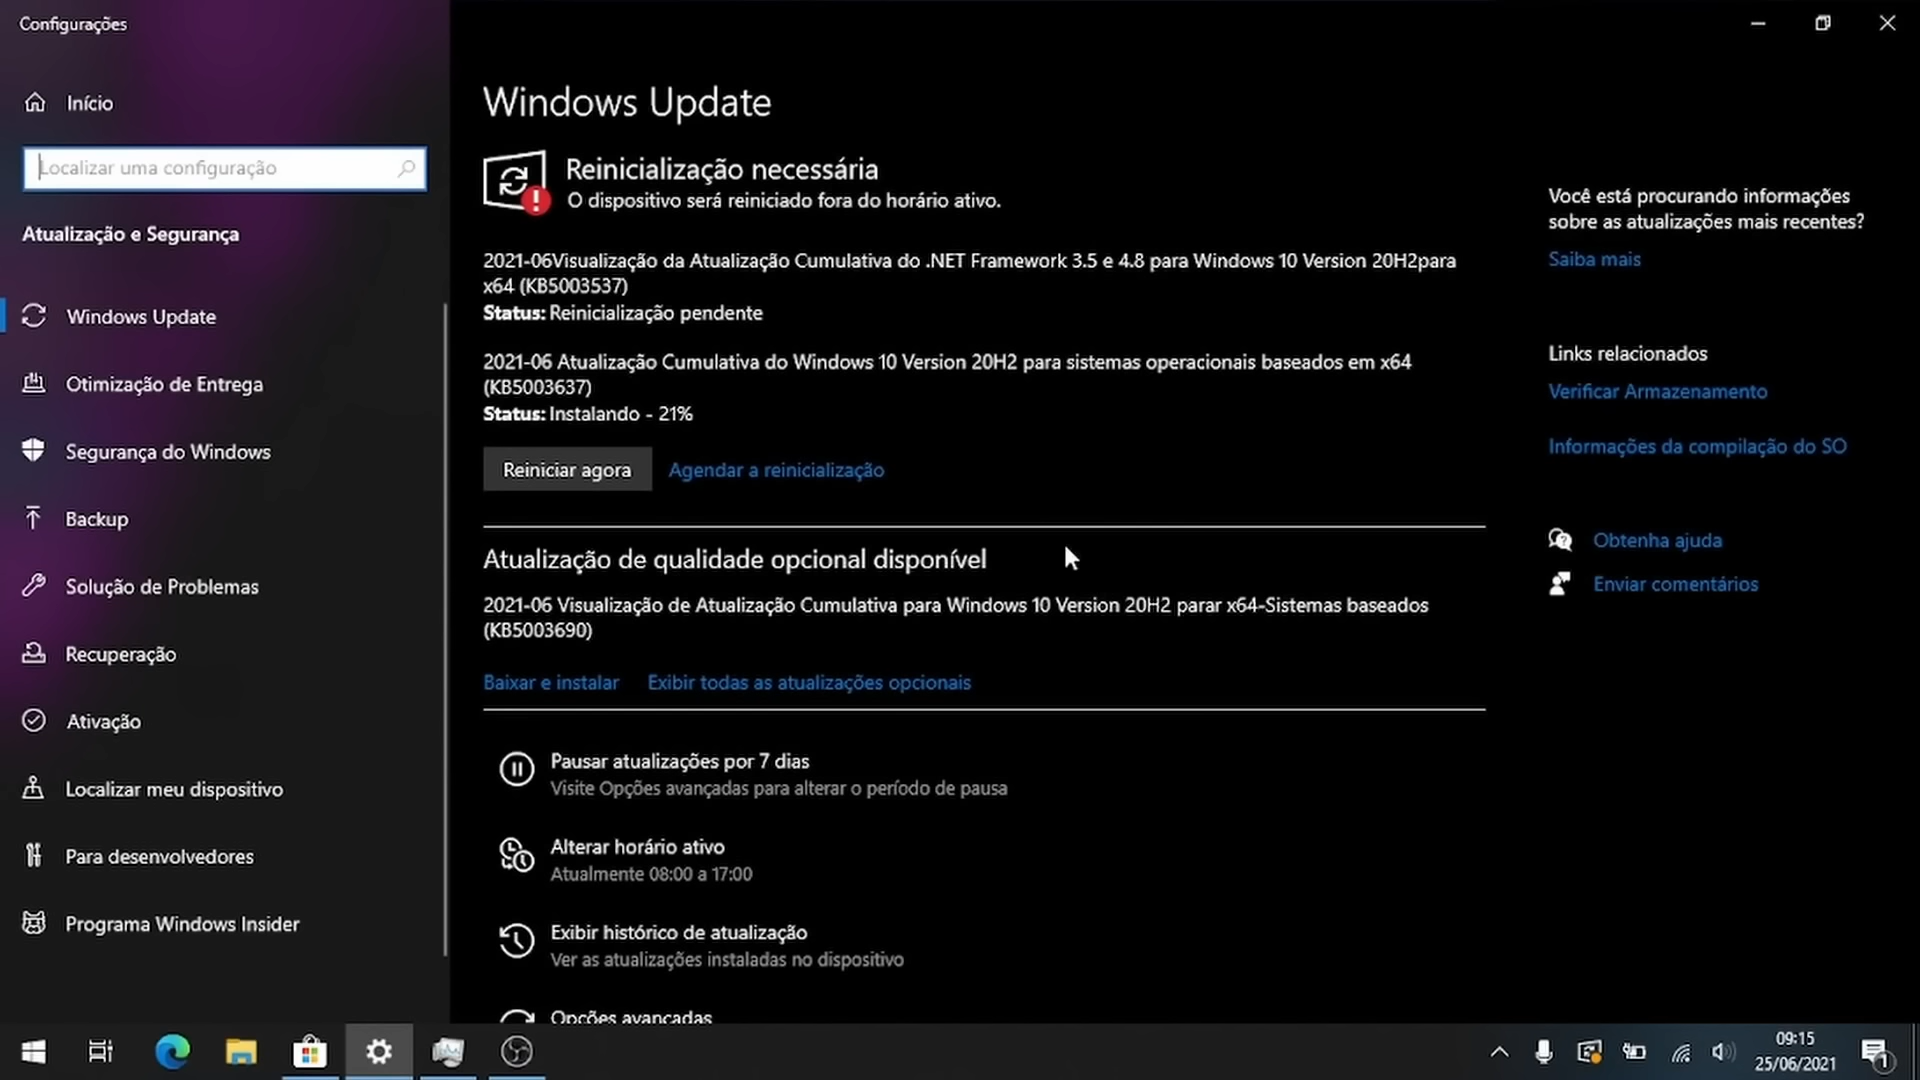 Configurações
Início
Localizar uma configuração
Atualização e Segurança
Windows Update
Otimização de Entrega
Segurança do Windows
Backup
Solução de Problemas
Recuperação
Ativação
Localizar meu dispositivo
Para desenvolvedores
Programa Windows Insider
Windows Update
Reinicialização necessária
O dispositivo será reiniciado fora do horário ativo.
2021-06Visualização da Atualização Cumulativa do .NET Framework 3.5 e 4.8 para Windows 10 Version 20H2para
x64 (KB5003537)
Status: Reinicialização pendente
2021-06 Atualização Cumulativa do Windows 10 Version 20H2 para sistemas operacionais baseados em x64
(KB5003637)
Status: Instalando - 21%
Reiniciar agora
Agendar a reinicialização
Atualização de qualidade opcional disponível
2021-06 Visualização de Atualização Cumulativa para Windows 10 Version 20H2 parar x64-Sistemas baseados
(KB5003690)
Baixar e instalar
Exibir todas as atualizações opcionais
Pausar atualizações por 7 dias
Visite Opções avançadas para alterar o período de pausa
Alterar horário ativo
Atualmente 08:00 a 17:00
Exibir histórico de atualização
Ver as atualizações instaladas no dispositivo
Opções avançadas
Você está procurando informações
sobre as atualizações mais recentes?
Saiba mais
Links relacionados
Verificar Armazenamento
Informações da compilação do SO
Obtenha ajuda
Enviar comentários
09:15
25/06/2021
1